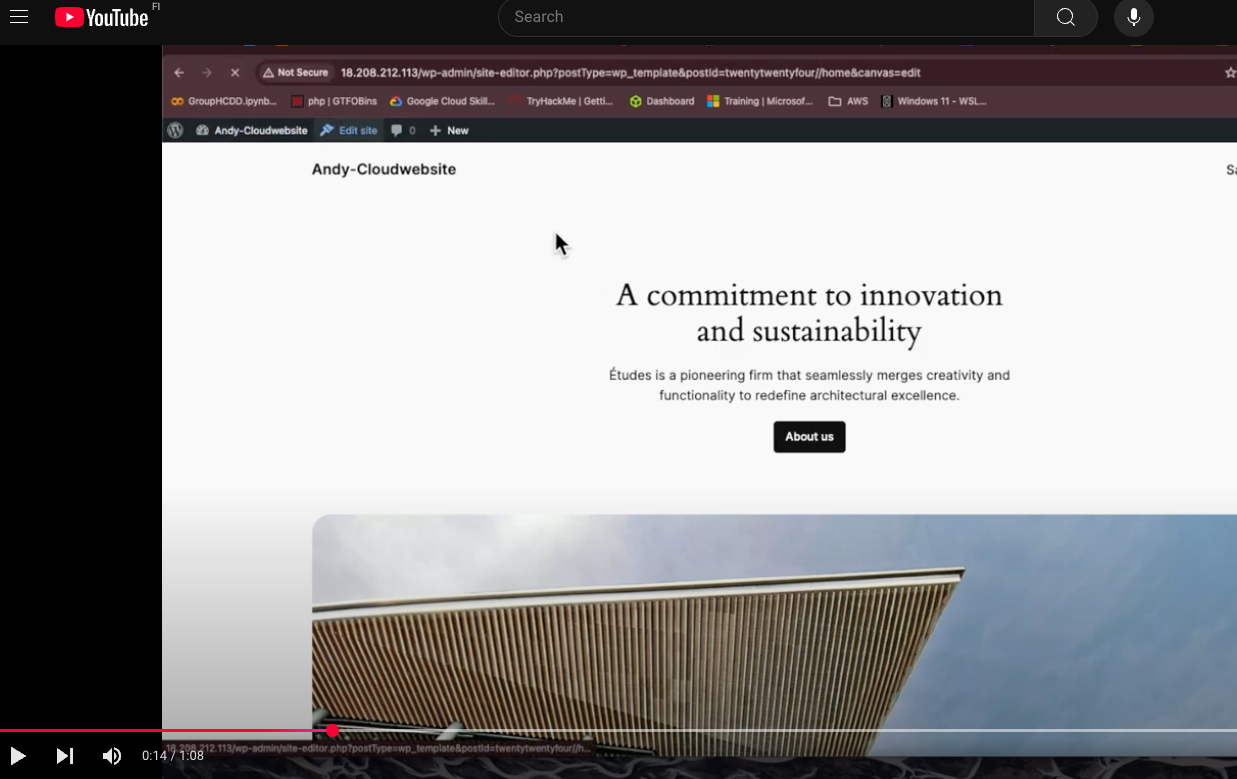 YouTube FI
Search
Not Secure 18.208.212.113/wp-admin/site-editor.php?postType=wp_template&postId=twentytwentyfour//home&canvas=edit
GroupHCDD.ipynb... php | GTFOBins Google Cloud Skill... TryHackMe | Getti... Dashboard Training | Microsof... AWS Windows 11 - WSL...
Andy-Cloudwebsite Edit site 0 New
Andy-Cloudwebsite
Sa
A commitment to innovation
and sustainability
Études is a pioneering firm that seamlessly merges creativity and
functionality to redefine architectural excellence.
About us
18.208.212.113/wp-admin/site-editor.php?postType=wp_template&postId=twentytwentyfour//h...
0:14 / 1:08